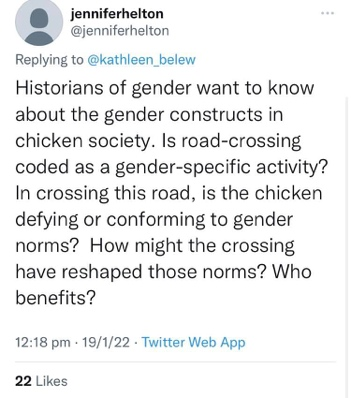 jenniferhelton
@jenniferhelton
Replying to @kathleen_belew
Historians of gender want to know
about the gender constructs in
chicken society. Is road-crossing
coded as a gender-specific activity?
In crossing this road, is the chicken
defying or conforming to gender
norms?  How might the crossing
have reshaped those norms? Who
benefits?
12:18 pm · 19/1/22 · Twitter Web App
22 Likes